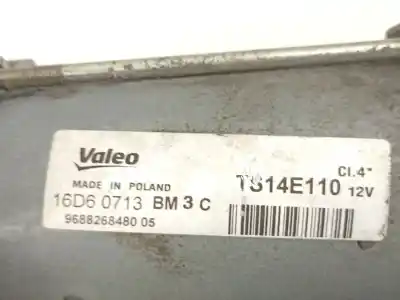 Valeo
MADE IN POLAND
16D6 0713 BM 3 C
9688268480 05
Cl.4"
TS14E110 12V